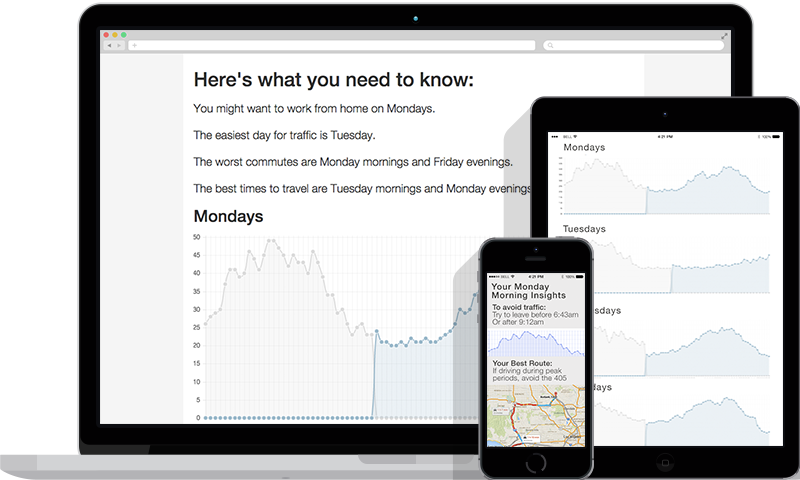 Here's what you need to know:
You might want to work from home on Mondays.
The easiest day for traffic is Tuesday.
The worst commutes are Monday mornings and Friday evenings.
The best times to travel are Tuesday mornings and Monday evenings
Mondays
50
45
40
35
30
25
20
15
10
5
0
BELL
4:21 PM
100%
Mondays
Tuesdays
sdays
days
BELL
4:21 PM
100%
Your Monday
Morning Insights
To avoid traffic:
Try to leave before 6:43am
Or after 9:12am
Your Best Route:
If driving during peak
periods, avoid the 405